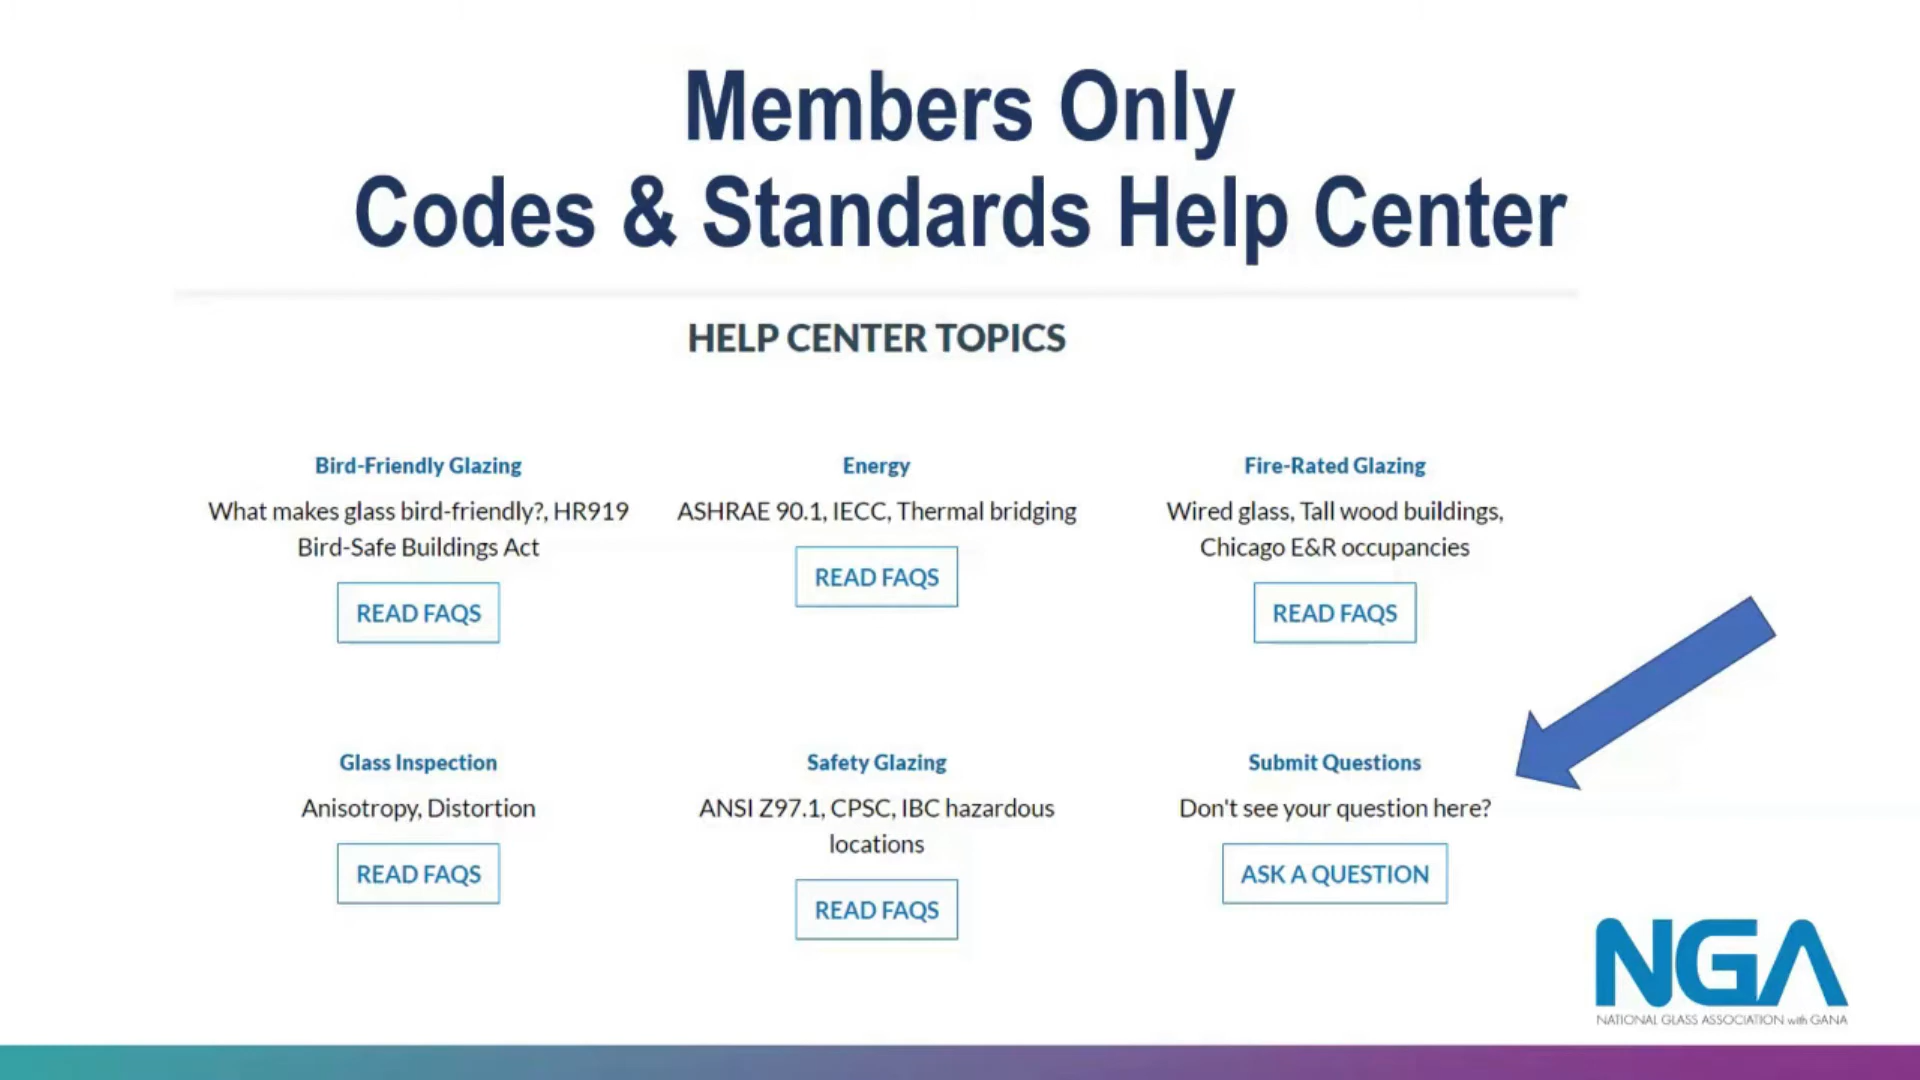 Members Only
Codes & Standards Help Center
HELP CENTER TOPICS
Bird-Friendly Glazing
What makes glass bird-friendly?, HR919
Bird-Safe Buildings Act
READ FAQS
Energy
ASHRAE 90.1, IECC, Thermal bridging
READ FAQS
Fire-Rated Glazing
Wired glass, Tall wood buildings,
Chicago E&R occupancies
READ FAQS
Glass Inspection
Anisotropy, Distortion
READ FAQS
Safety Glazing
ANSI Z97.1, CPSC, IBC hazardous
locations
READ FAQS
Submit Questions
Don't see your question here?
ASK A QUESTION
NGA
NATIONAL GLASS ASSOCIATION with GANA